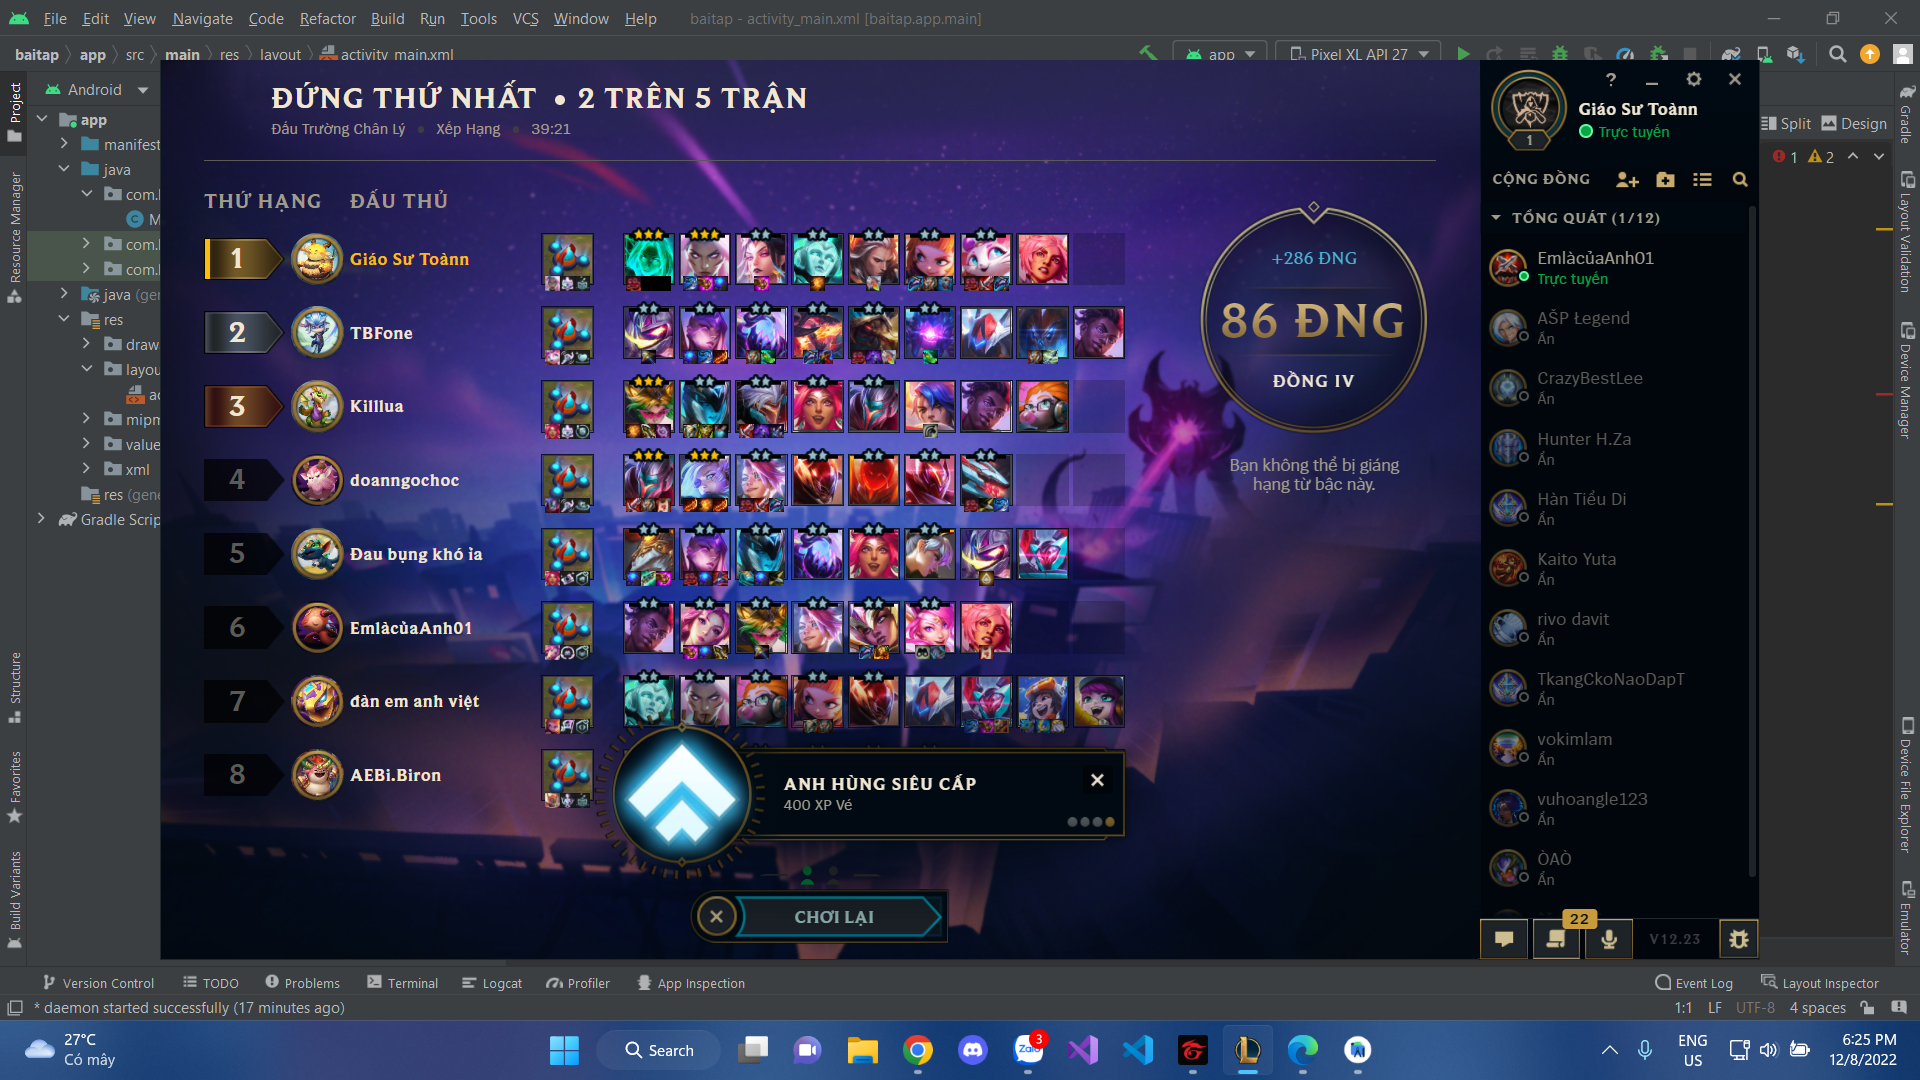 File Edit View Navigate Code Refactor Build Run Tools VCS Window Help baitap - activity_main.xml [baitap.app.main]
baitap app src main res layout activity_main.xml app Pixel XL API 27
Android
app
manifest
java
com.
M
com.
com.
java (ge
res
draw
layou
ac
mipm
value
xml
res (gene
Gradle Scrip
Project
Resource Manager
Structure
Favorites
Build Variants
ĐỨNG THỨ NHẤT • 2 TRÊN 5 TRẬN
Đấu Trường Chân Lý • Xếp Hạng • 39:21
THỨ HẠNG ĐẤU THỦ
1 Giáo Sư Toànn
2 TBFone
3 Killlua
4 doanngochoc
5 Đau bụng khó ỉa
6 EmlàcủaAnh01
7 đàn em anh việt
8 AEBi.Biron
+286 ĐNG
86 ĐNG
ĐỒNG IV
Bạn không thể bị giáng
hạng từ bậc này.
ANH HÙNG SIÊU CẤP
400 XP Vé
CHƠI LẠI
?
Giáo Sư Toànn
Trực tuyến
1
CỘNG ĐỒNG
TỔNG QUÁT (1/12)
EmlàcủaAnh01
Trực tuyến
AŠP Łegend
Ẩn
CrazyBestLee
Ẩn
Hunter H.Za
Ẩn
Hàn Tiểu Di
Ẩn
Kaito Yuta
Ẩn
rivo davit
Ẩn
TkangCkoNaoDapT
Ẩn
vokimlam
Ẩn
vuhoangle123
Ẩn
ÒAÒ
Ẩn
22
V12.23
Split Design
1 2
Gradle
Layout Validation
Device Manager
Device File Explorer
Emulator
Version Control TODO Problems Terminal Logcat Profiler App Inspection Event Log Layout Inspector
* daemon started successfully (17 minutes ago) 1:1 LF UTF-8 4 spaces
27°C
Có mây
Search
Zalo
3
ENG
US
6:25 PM
12/8/2022